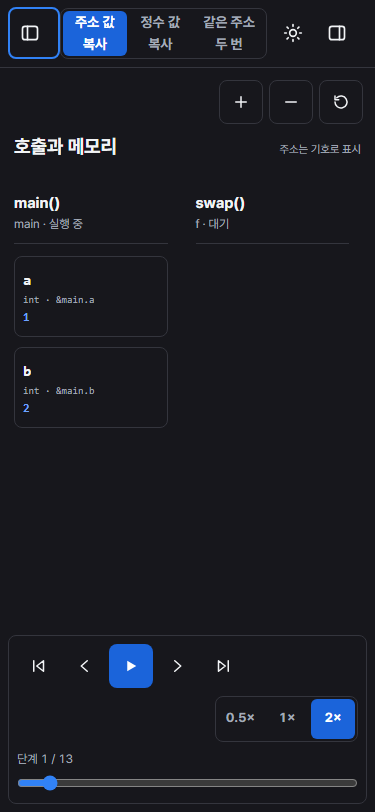 주소 값 정수 값 같은 주소
복사 복사 두 번
호출과 메모리 주소는 기호로 표시
main() swap()
main · 실행 중 f · 대기
a
int · &main.a
1
b
int · &main.b
2
0.5× 1× 2×
단계 1 / 13